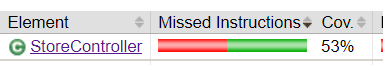 Element Missed Instructions Cov.
StoreController 53%